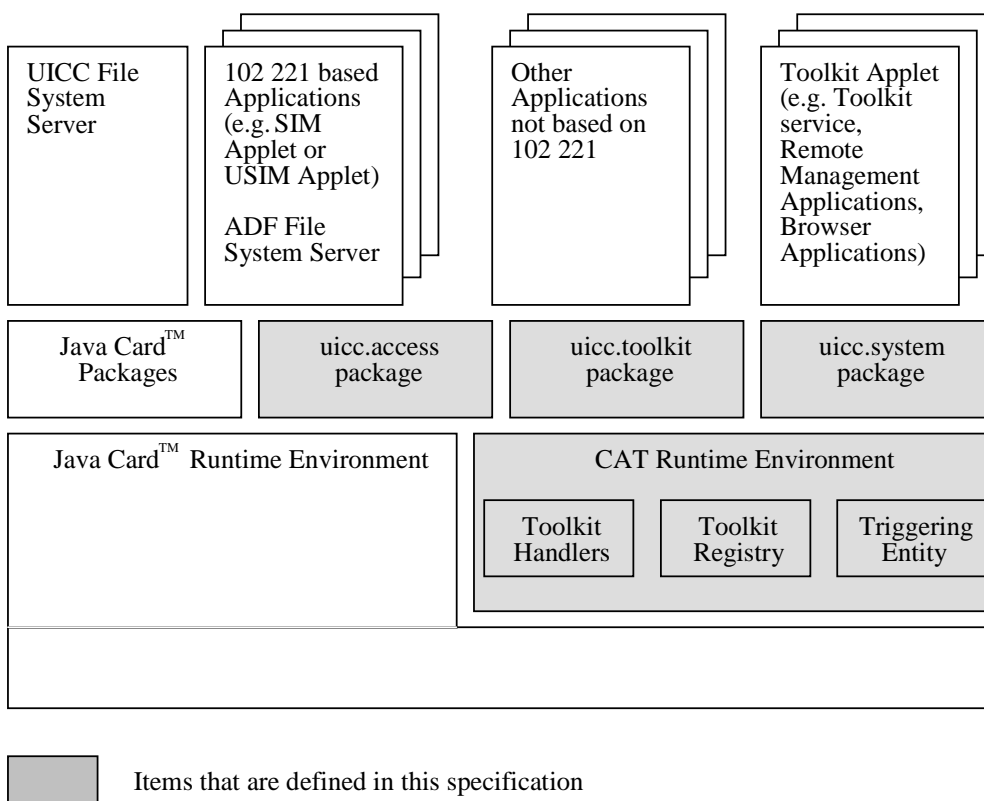 UICC File
System
Server
102 221 based
Applications
(e.g. SIM
Applet or
USIM Applet)
ADF File
System Server
Other
Applications
not based on
102 221
Toolkit Applet
(e.g. Toolkit
service,
Remote
Management
Applications,
Browser
Applications)
Java Card™
Packages
uicc.access
package
uicc.toolkit
package
uicc.system
package
Java Card™ Runtime Environment
CAT Runtime Environment
Toolkit
Handlers
Toolkit
Registry
Triggering
Entity
Items that are defined in this specification